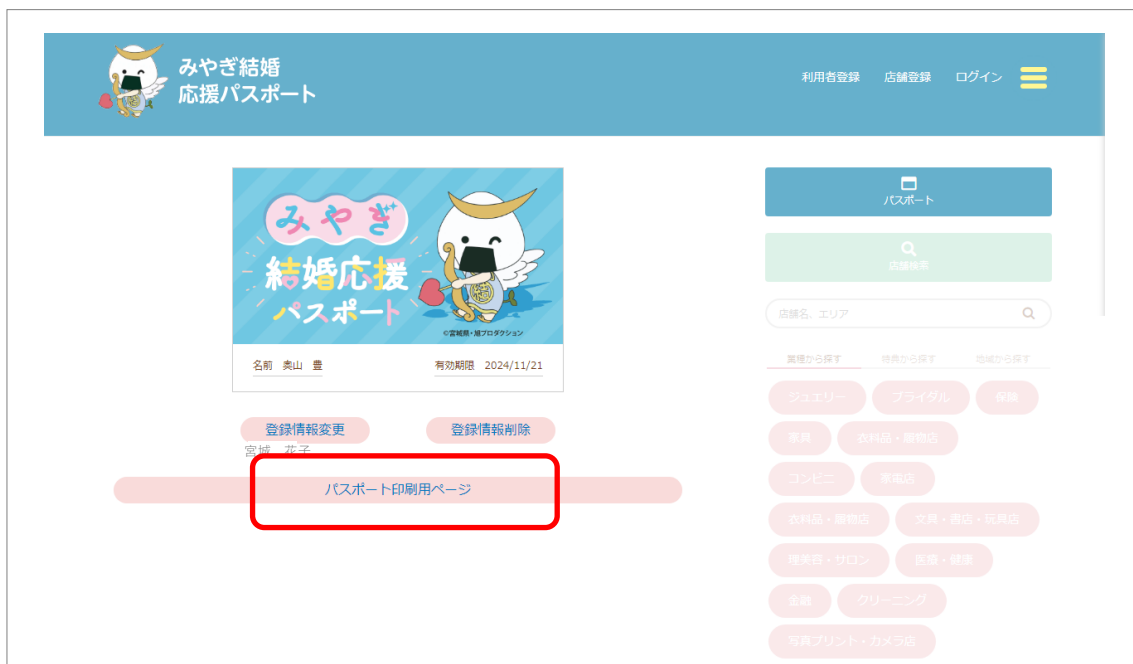 みやぎ結婚
応援パスポート
利用者登録 店舗登録 ログイン
みやぎ
結婚応援
パスポート
©宮城県・旭プロダクション
名前 奥山 豊 有効期限 2024/11/21
登録情報変更 登録情報削除
宮城 花子
パスポート印刷用ページ
パスポート
店舗検索
店舗名、エリア
業種から探す 特典から探す 地域から探す
ジュエリー ブライダル 保険
家具 衣料品・履物店
コンビニ 家電店
衣料品・履物店 文具・書店・玩具店
理美容・サロン 医療・健康
金融 クリーニング
写真プリント・カメラ店